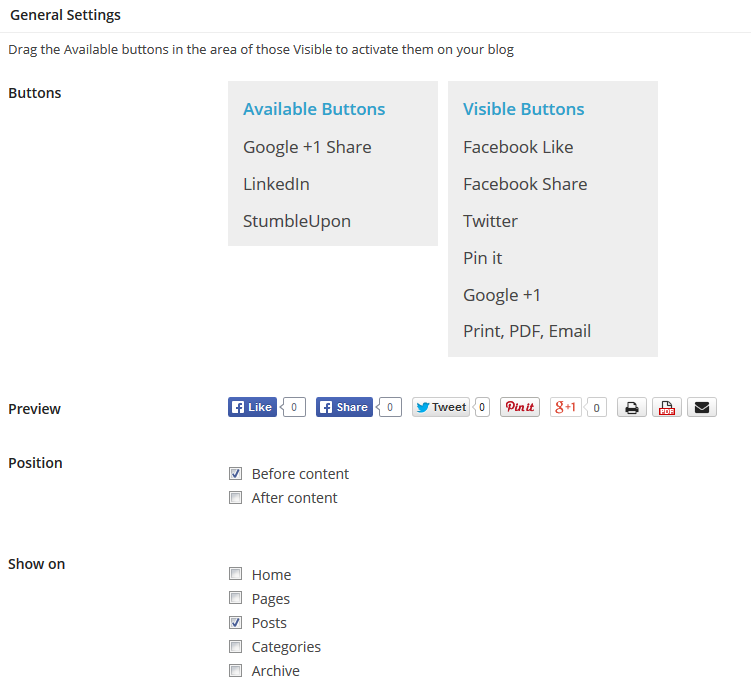 General Settings
Drag the Available buttons in the area of those Visible to activate them on your blog
Buttons
Available Buttons
Google +1 Share
LinkedIn
StumbleUpon
Visible Buttons
Facebook Like
Facebook Share
Twitter
Pin it
Google +1
Print, PDF, Email
Preview
Like 0 Share 0 Tweet 0 Pin it g+1 0 PDF
Position
Before content
After content
Show on
Home
Pages
Posts
Categories
Archive